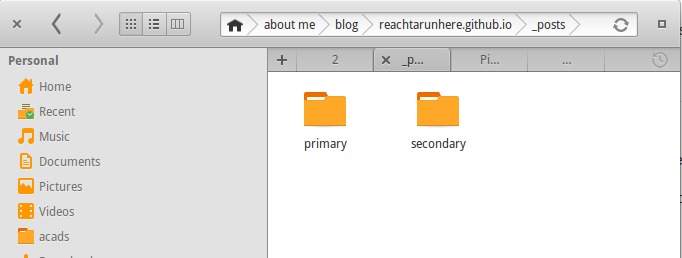 about me blog reachtarunhere.github.io _posts
Personal
2 _p... Pi... ...
Home
Recent
Music
Documents
Pictures
Videos
acads
primary secondary